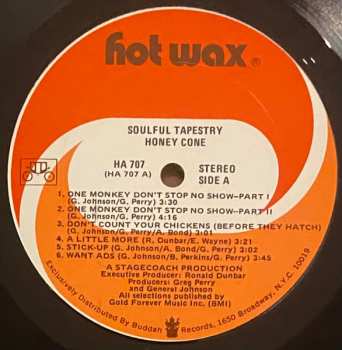 hot wax®
SOULFUL TAPESTRY
HONEY CONE
HA 707
(HA 707 A)
STEREO
SIDE A
1. ONE MONKEY DON'T STOP NO SHOW—PART I
(G. Johnson/G. Perry) 3:30
2. ONE MONKEY DON'T STOP NO SHOW—PART II
(G. Johnson/G. Perry) 4:16
3. DON'T COUNT YOUR CHICKENS (BEFORE THEY HATCH)
(G. Johnson/G. Perry/A. Bond) 3:01
4. A LITTLE MORE (R. Dunbar/E. Wayne) 3:21
5. STICK-UP (G. Johnson/A. Bond/G. Perry)
6. WANT ADS (G. Johnson/B. Perkins/G. Perry) 3:45
A STAGECOACH PRODUCTION
Executive Producer: Ronald Dunbar
Producers: Greg Perry
and General Johnson
All selections published by
Gold Forever Music Inc. (BMI)
Exclusively Distributed By Buddah Records, 1650 Broadway, N.Y.C. 10019